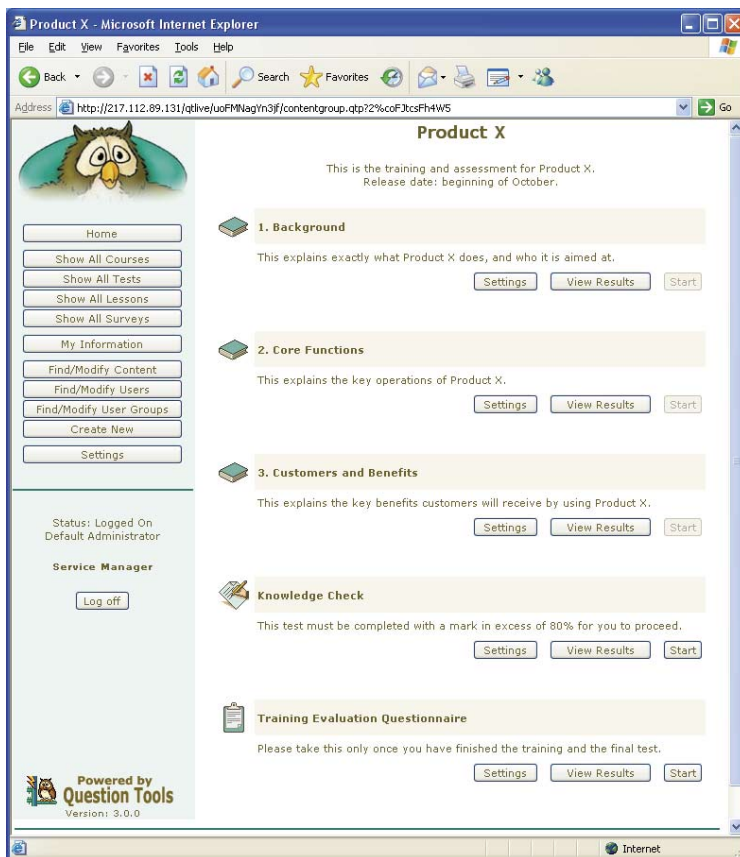 Product X - Microsoft Internet Explorer
File Edit View Favorites Tools Help
Back Search Favorites
Address http://217.112.89.131/qtlive/uoFMNagYn3jf/contentgroup.qtp?2%coFJtcsFh4W5 Go
Home
Show All Courses
Show All Tests
Show All Lessons
Show All Surveys
My Information
Find/Modify Content
Find/Modify Users
Find/Modify User Groups
Create New
Settings
Status: Logged On
Default Administrator
Service Manager
Log off
Powered by
Question Tools
Version: 3.0.0
Product X
This is the training and assessment for Product X.
Release date: beginning of October.
1. Background
This explains exactly what Product X does, and who it is aimed at.
Settings View Results Start
2. Core Functions
This explains the key operations of Product X.
Settings View Results Start
3. Customers and Benefits
This explains the key benefits customers will receive by using Product X.
Settings View Results Start
Knowledge Check
This test must be completed with a mark in excess of 80% for you to proceed.
Settings View Results Start
Training Evaluation Questionnaire
Please take this only once you have finished the training and the final test.
Settings View Results Start
Internet